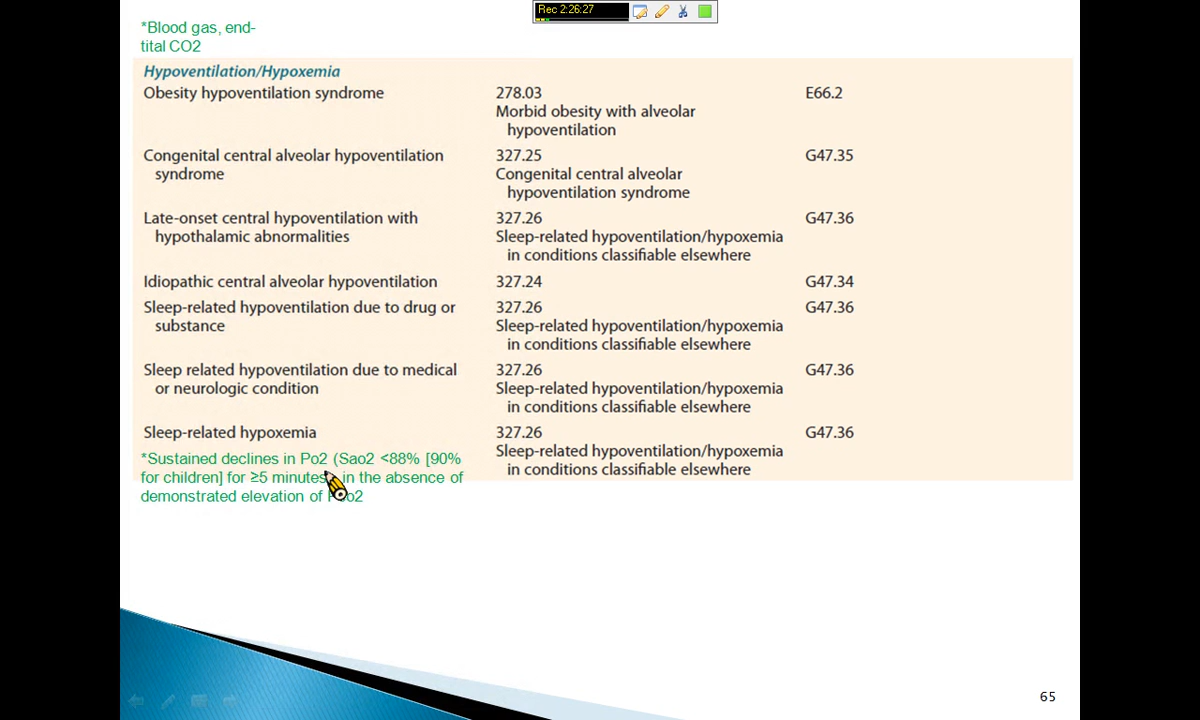 Rec 2:26:27
*Blood gas, end-
tital CO2
Hypoventilation/Hypoxemia
Obesity hypoventilation syndrome 278.03 E66.2
Morbid obesity with alveolar
hypoventilation
Congenital central alveolar hypoventilation 327.25 G47.35
syndrome Congenital central alveolar
hypoventilation syndrome
Late-onset central hypoventilation with 327.26 G47.36
hypothalamic abnormalities Sleep-related hypoventilation/hypoxemia
in conditions classifiable elsewhere
Idiopathic central alveolar hypoventilation 327.24 G47.34
Sleep-related hypoventilation due to drug or 327.26 G47.36
substance Sleep-related hypoventilation/hypoxemia
in conditions classifiable elsewhere
Sleep related hypoventilation due to medical 327.26 G47.36
or neurologic condition Sleep-related hypoventilation/hypoxemia
in conditions classifiable elsewhere
Sleep-related hypoxemia 327.26 G47.36
Sleep-related hypoventilation/hypoxemia
in conditions classifiable elsewhere
*Sustained declines in Po2 (Sao2 <88% [90%
for children] for ≥5 minutes in the absence of
demonstrated elevation of
65